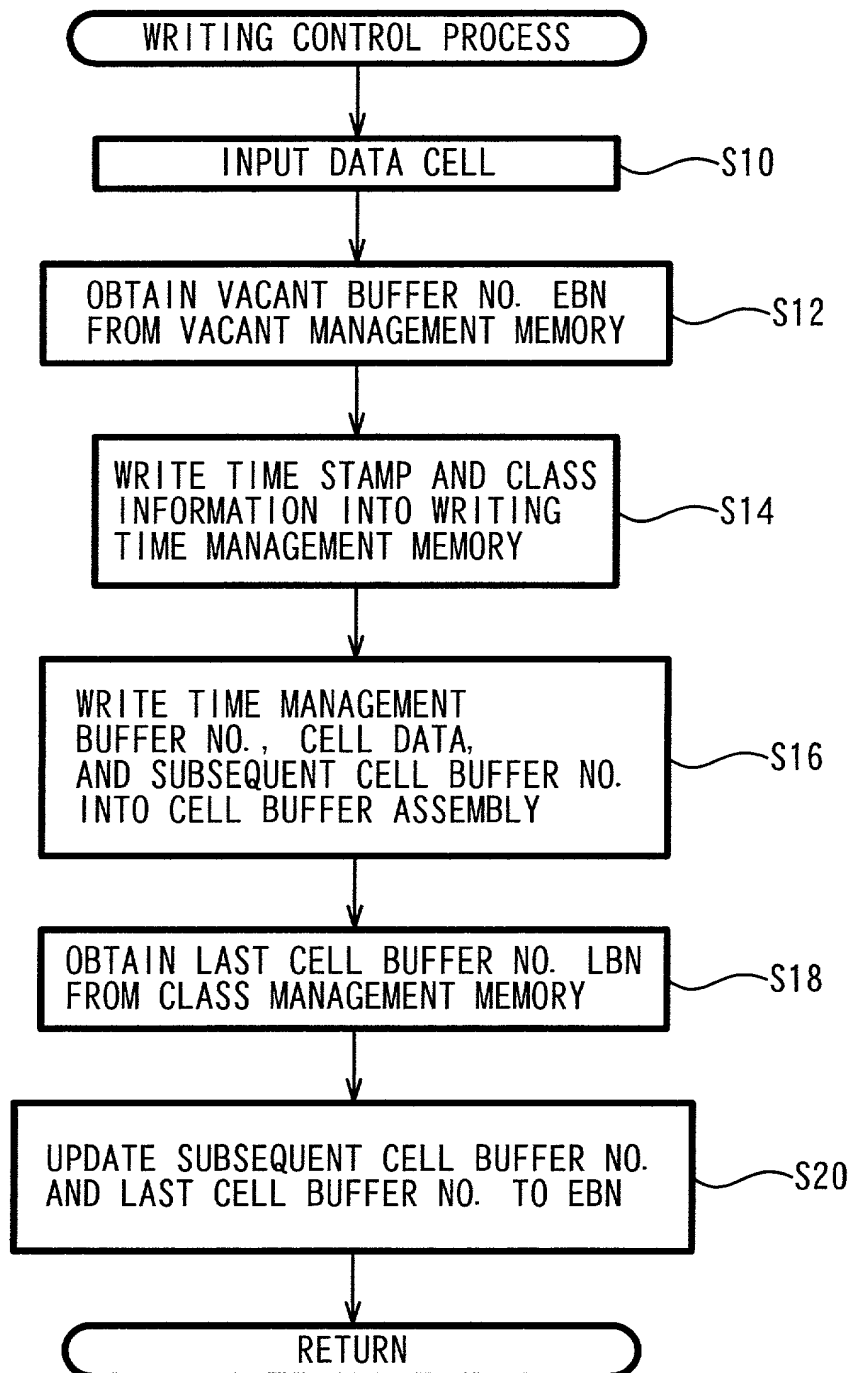 WRITING CONTROL PROCESS
INPUT DATA CELL
S10
OBTAIN VACANT BUFFER NO. EBN
FROM VACANT MANAGEMENT MEMORY
S12
WRITE TIME STAMP AND CLASS
INFORMATION INTO WRITING
TIME MANAGEMENT MEMORY
S14
WRITE TIME MANAGEMENT
BUFFER NO., CELL DATA,
AND SUBSEQUENT CELL BUFFER NO.
INTO CELL BUFFER ASSEMBLY
S16
OBTAIN LAST CELL BUFFER NO. LBN
FROM CLASS MANAGEMENT MEMORY
S18
UPDATE SUBSEQUENT CELL BUFFER NO.
AND LAST CELL BUFFER NO. TO EBN
S20
RETURN